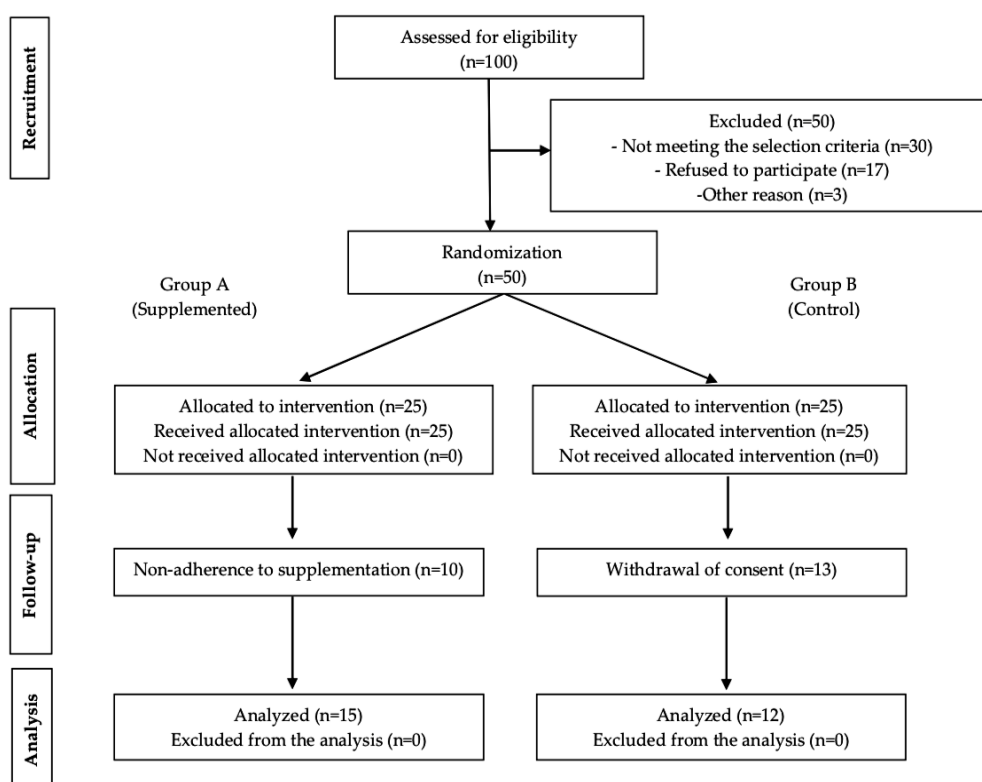 Recruitment
Assessed for eligibility
(n=100)
Excluded (n=50)
- Not meeting the selection criteria (n=30)
- Refused to participate (n=17)
-Other reason (n=3)
Randomization
(n=50)
Group A
(Supplemented)
Group B
(Control)
Allocation
Allocated to intervention (n=25)
Received allocated intervention (n=25)
Not received allocated intervention (n=0)
Allocated to intervention (n=25)
Received allocated intervention (n=25)
Not received allocated intervention (n=0)
Follow-up
Non-adherence to supplementation (n=10)
Withdrawal of consent (n=13)
Analysis
Analyzed (n=15)
Excluded from the analysis (n=0)
Analyzed (n=12)
Excluded from the analysis (n=0)